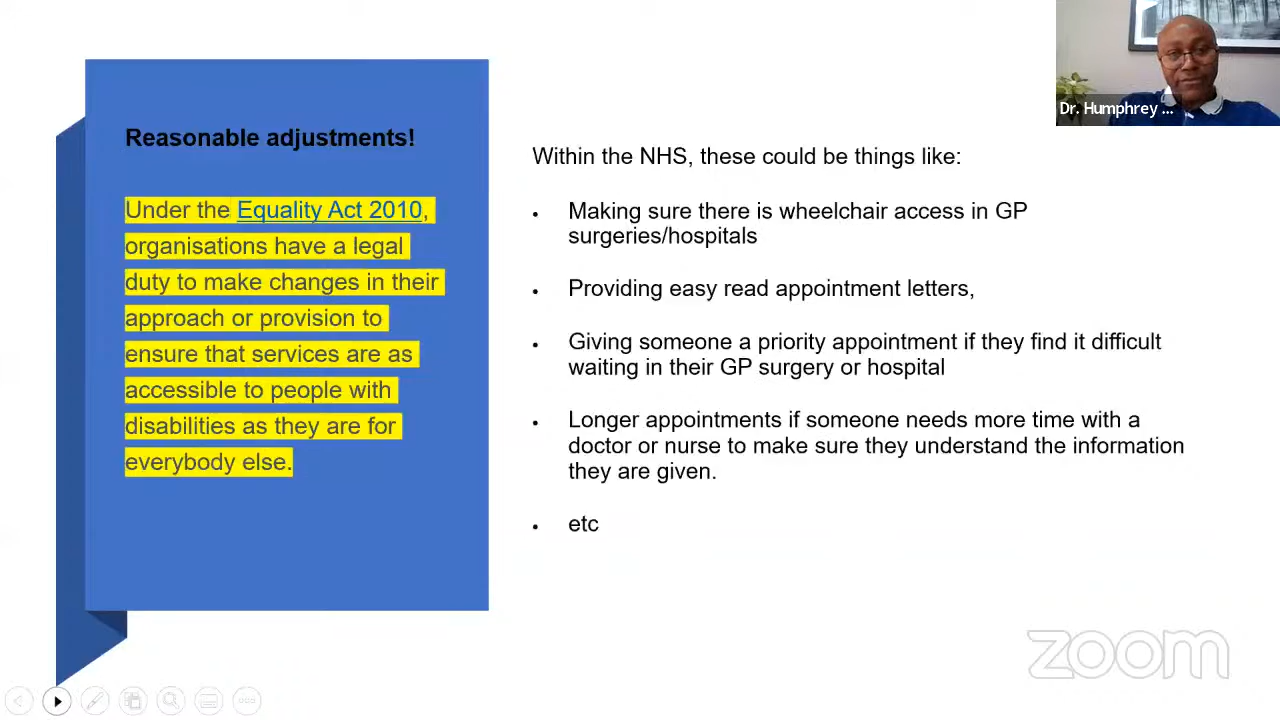 Dr. Humphrey ...
Reasonable adjustments!
Under the Equality Act 2010,
organisations have a legal
duty to make changes in their
approach or provision to
ensure that services are as
accessible to people with
disabilities as they are for
everybody else.
Within the NHS, these could be things like:
• Making sure there is wheelchair access in GP
surgeries/hospitals
• Providing easy read appointment letters,
• Giving someone a priority appointment if they find it difficult
waiting in their GP surgery or hospital
• Longer appointments if someone needs more time with a
doctor or nurse to make sure they understand the information
they are given.
• etc
zoom